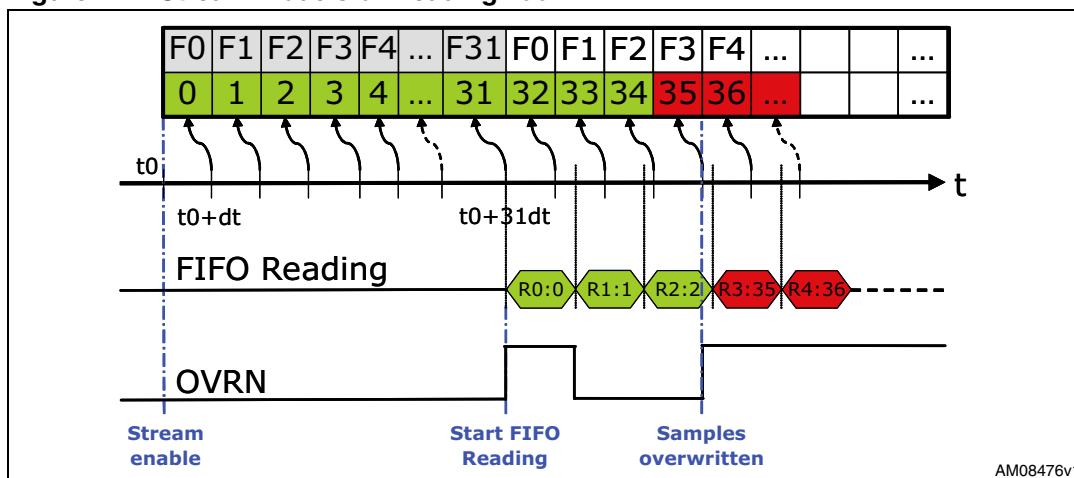 F0 F1 F2 F3 F4 ... F31 F0 F1 F2 F3 F4 ... ...
0 1 2 3 4 ... 31 32 33 34 35 36 ... ...
t0
t
t0+dt t0+31dt
FIFO Reading
R0:0 R1:1 R2:2 R3:35 R4:36
OVRN
Stream Start FIFO Samples
enable Reading overwritten
AM08476v1